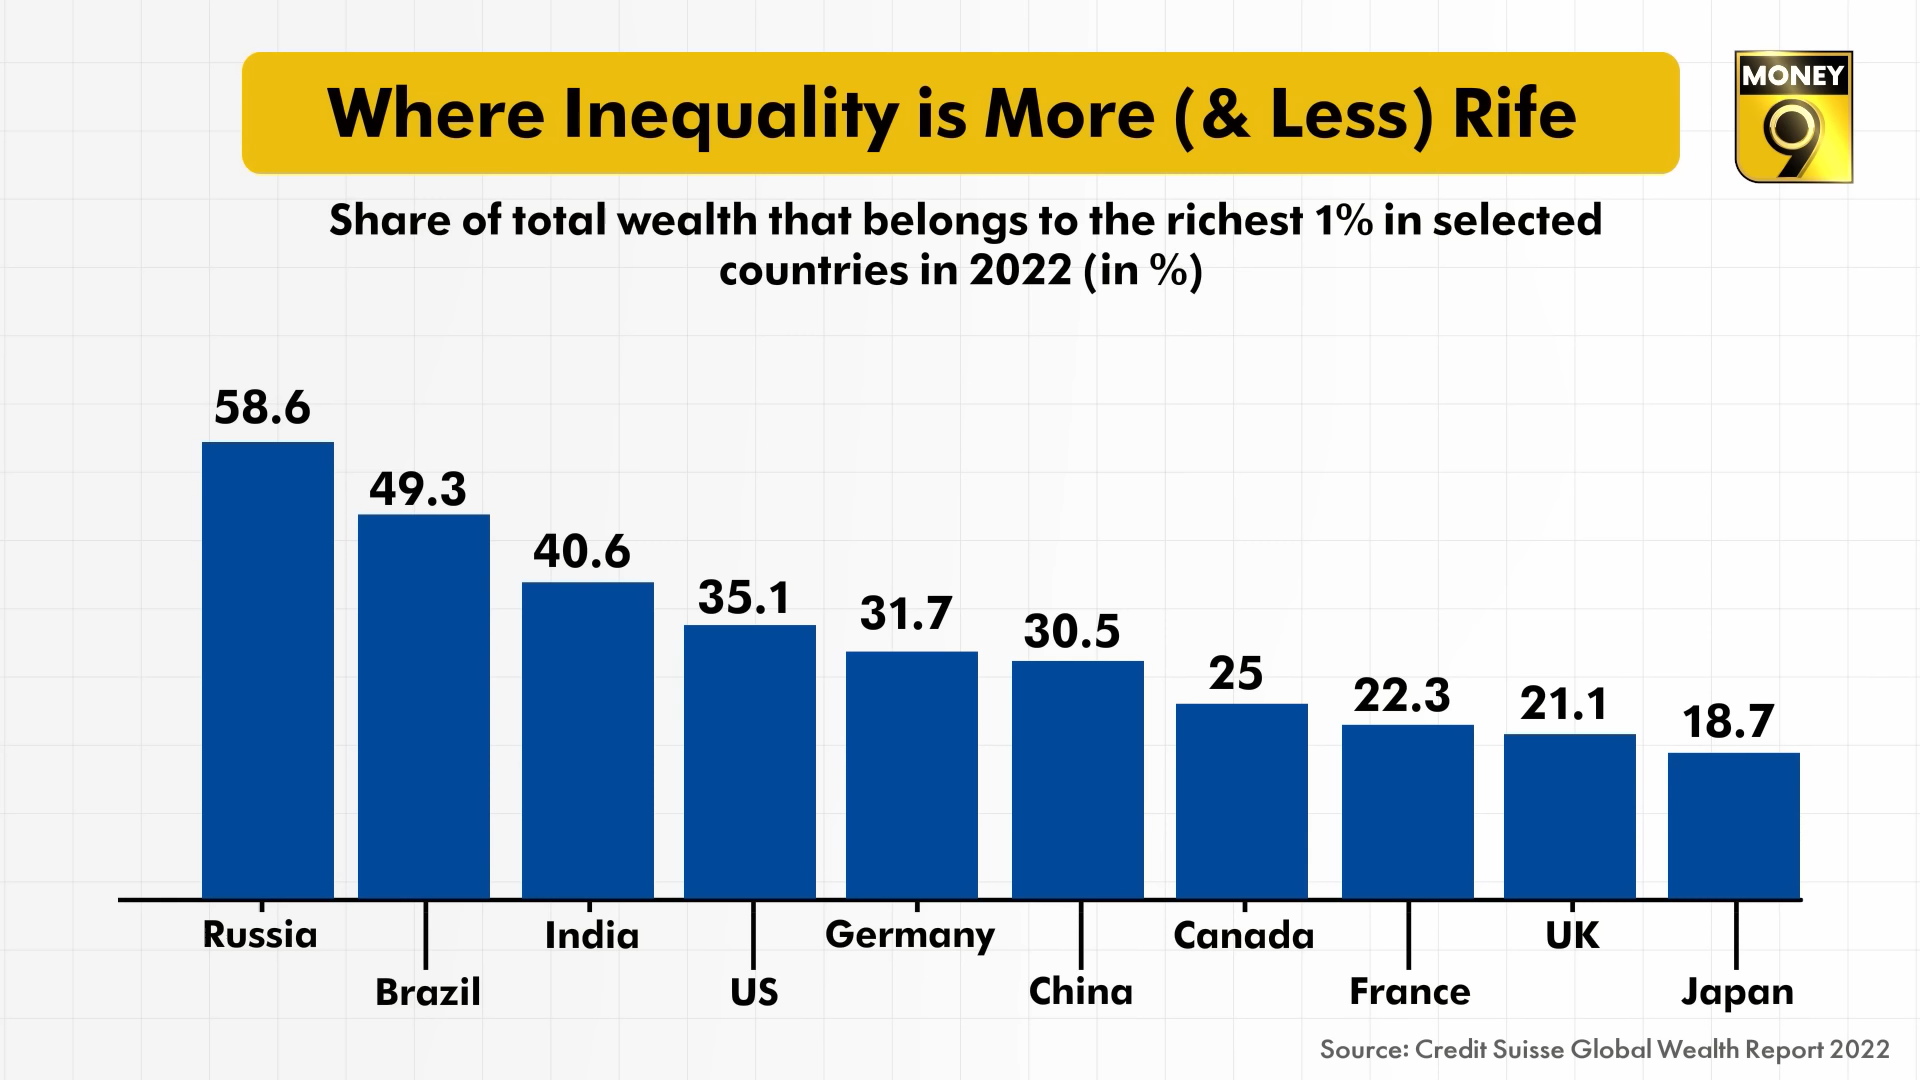 Where Inequality is More (& Less) Rife
MONEY
9
Share of total wealth that belongs to the richest 1% in selected
countries in 2022 (in %)
58.6
49.3
40.6
35.1
31.7
30.5
25
22.3
21.1
18.7
Russia
Brazil
India
US
Germany
China
Canada
France
UK
Japan
Source: Credit Suisse Global Wealth Report 2022